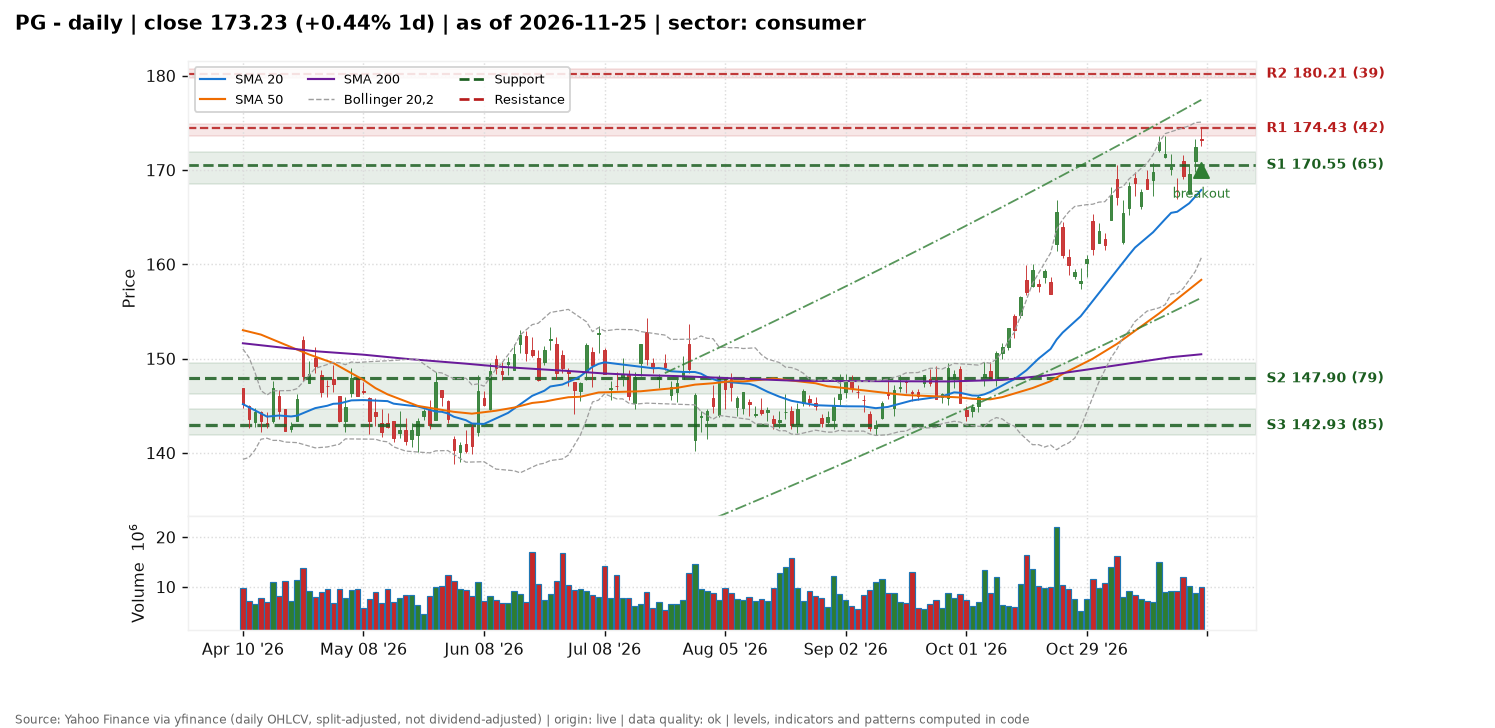 PG - daily | close 173.23 (+0.44% 1d) | as of 2026-11-25 | sector: consumer
SMA 20
SMA 50
SMA 200
Bollinger 20,2
Support
Resistance
Price
180
170
160
150
140
R2 180.21 (39)
R1 174.43 (42)
S1 170.55 (65)
breakout
S2 147.90 (79)
S3 142.93 (85)
Volume 10⁶
20
10
Apr 10 '26
May 08 '26
Jun 08 '26
Jul 08 '26
Aug 05 '26
Sep 02 '26
Oct 01 '26
Oct 29 '26
Source: Yahoo Finance via yfinance (daily OHLCV, split-adjusted, not dividend-adjusted) | origin: live | data quality: ok | levels, indicators and patterns computed in code